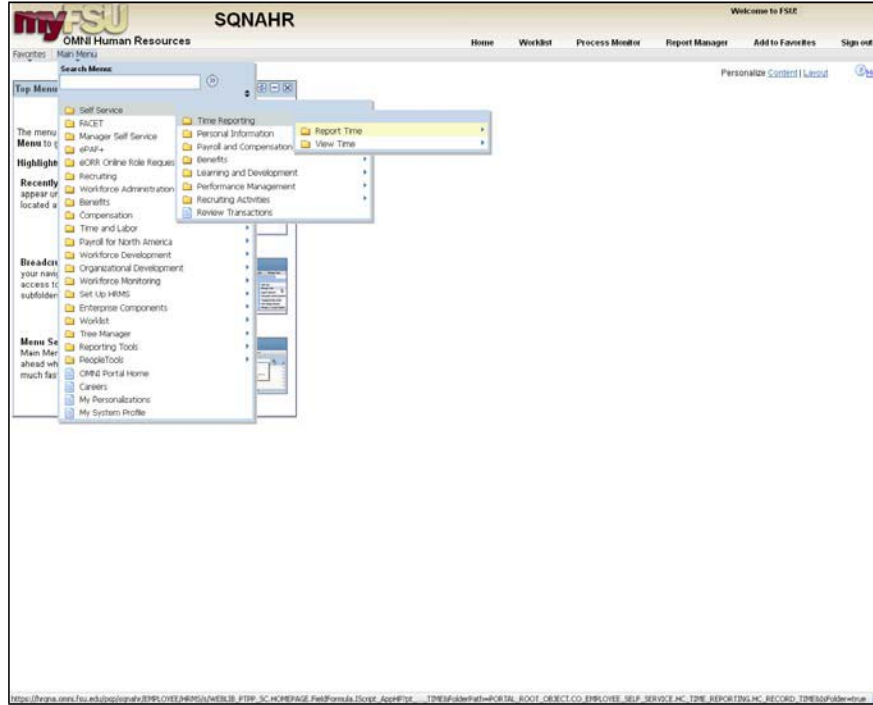 myFSU
SQNAHR
Welcome to FSU!
OMNI Human Resources
Home Worklist Process Monitor Report Manager Add to Favorites Sign out
Favorites Main Menu
Search Menu:
Personalize Content | Layout
Top Menu
Self Service
FACET
Manager Self Service
ePAF+
eORR Online Role Reques
Recruiting
Workforce Administration
Benefits
Compensation
Time and Labor
Payroll for North America
Workforce Development
Organizational Development
Workforce Monitoring
Set Up HRMS
Enterprise Components
Worklist
Tree Manager
Reporting Tools
PeopleTools
OMNI Portal Home
Careers
My Personalizations
My System Profile
Time Reporting
Personal Information
Payroll and Compensation
Benefits
Learning and Development
Performance Management
Recruiting Activities
Review Transactions
Report Time
View Time
The menu
Menu to
Highlight
Recently
appear
located
Breadcr
your navig
access to
subfolder
Menu Se
Main Mer
ahead wh
much fas